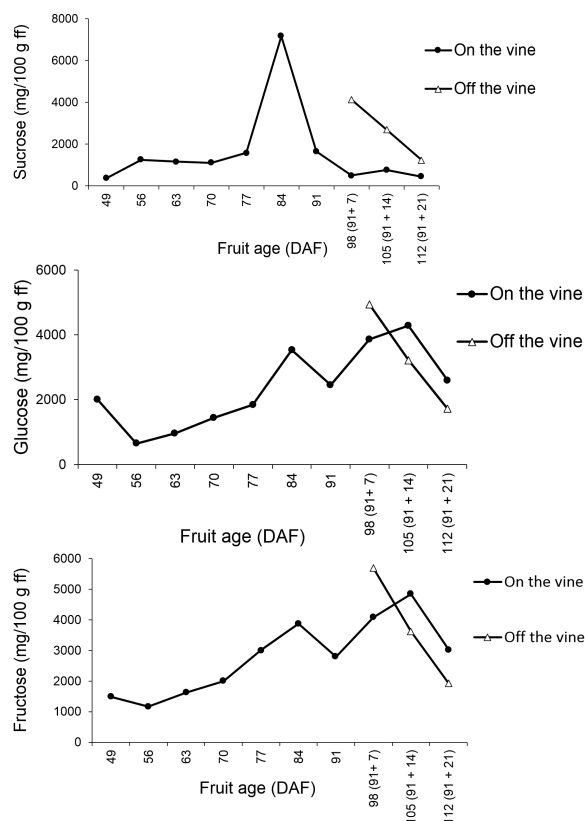 8000
6000
4000
2000
0
Sucrose (mg/100 g ff)
On the vine
Off the vine
49
56
63
70
77
84
91
98 (91+ 7)
105 (91 + 14)
112 (91 + 21)
Fruit age (DAF)
6000
4000
2000
0
Glucose (mg/100 g ff)
On the vine
Off the vine
49
56
63
70
77
84
91
98 (91+ 7)
105 (91 + 14)
112 (91 + 21)
Fruit age (DAF)
6000
5000
4000
3000
2000
1000
0
Fructose (mg/100 g ff)
On the vine
Off the vine
49
56
63
70
77
84
91
98 (91+ 7)
105 (91 + 14)
112 (91 + 21)
Fruit age (DAF)